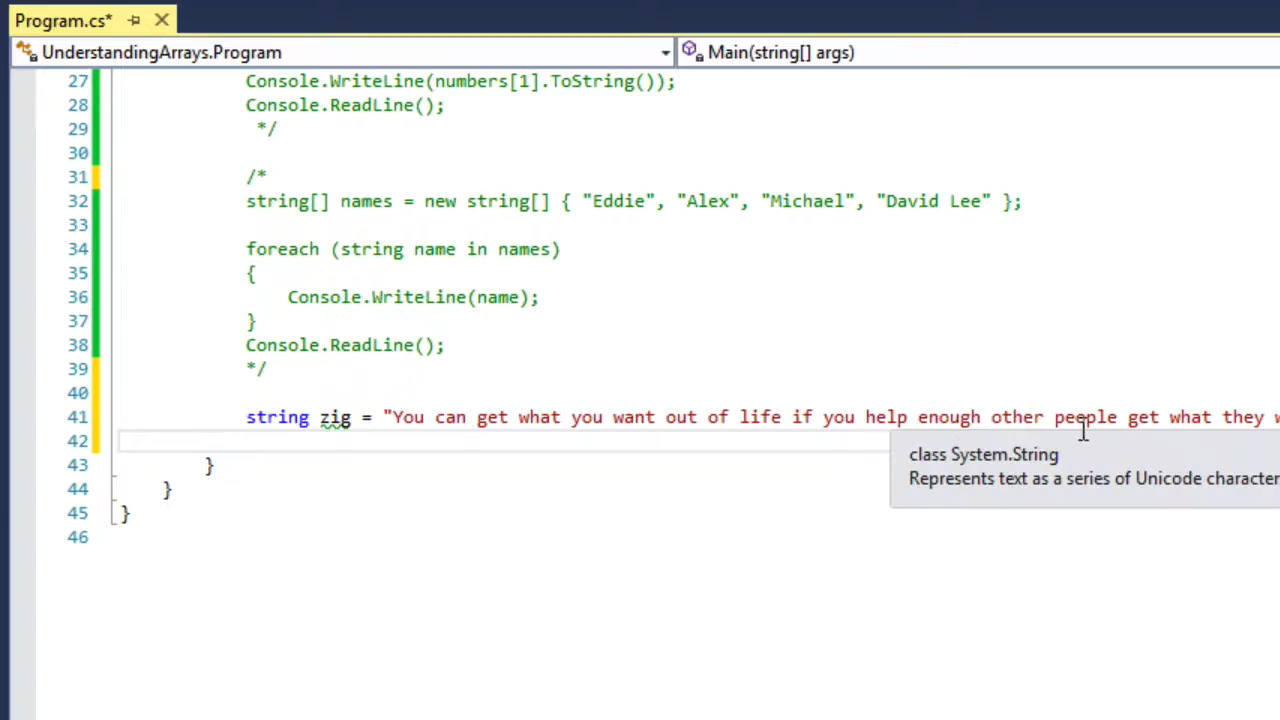 Program.cs*
UnderstandingArrays.Program
Main(string[] args)
27 Console.WriteLine(numbers[1].ToString());
28 Console.ReadLine();
29 */
30
31 /*
32 string[] names = new string[] { "Eddie", "Alex", "Michael", "David Lee" };
33
34 foreach (string name in names)
35 {
36 Console.WriteLine(name);
37 }
38 Console.ReadLine();
39 */
40
41 string zig = "You can get what you want out of life if you help enough other people get what they
42
class System.String
Represents text as a series of Unicode character
43 }
44 }
45 }
46